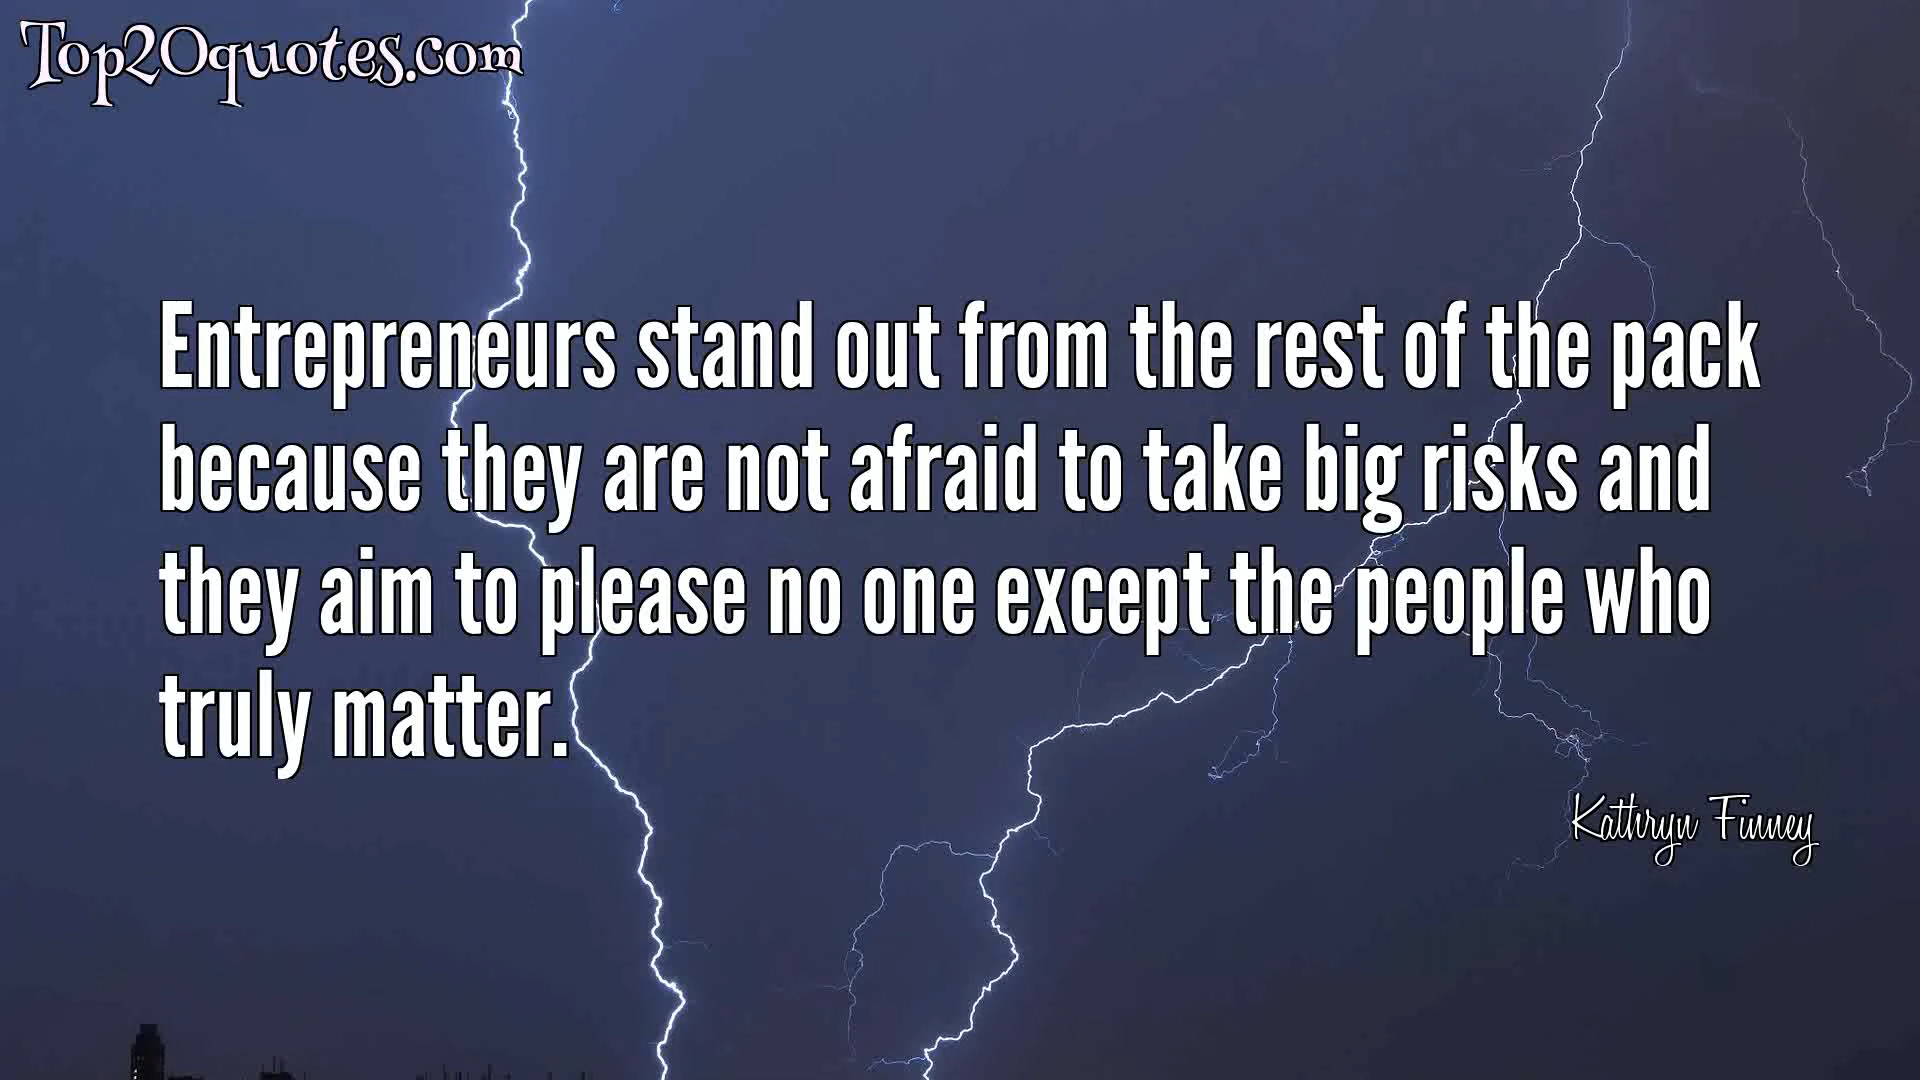 Top20quotes.com
Entrepreneurs stand out from the rest of the pack
because they are not afraid to take big risks and
they aim to please no one except the people who
truly matter.
Kathryn Finney